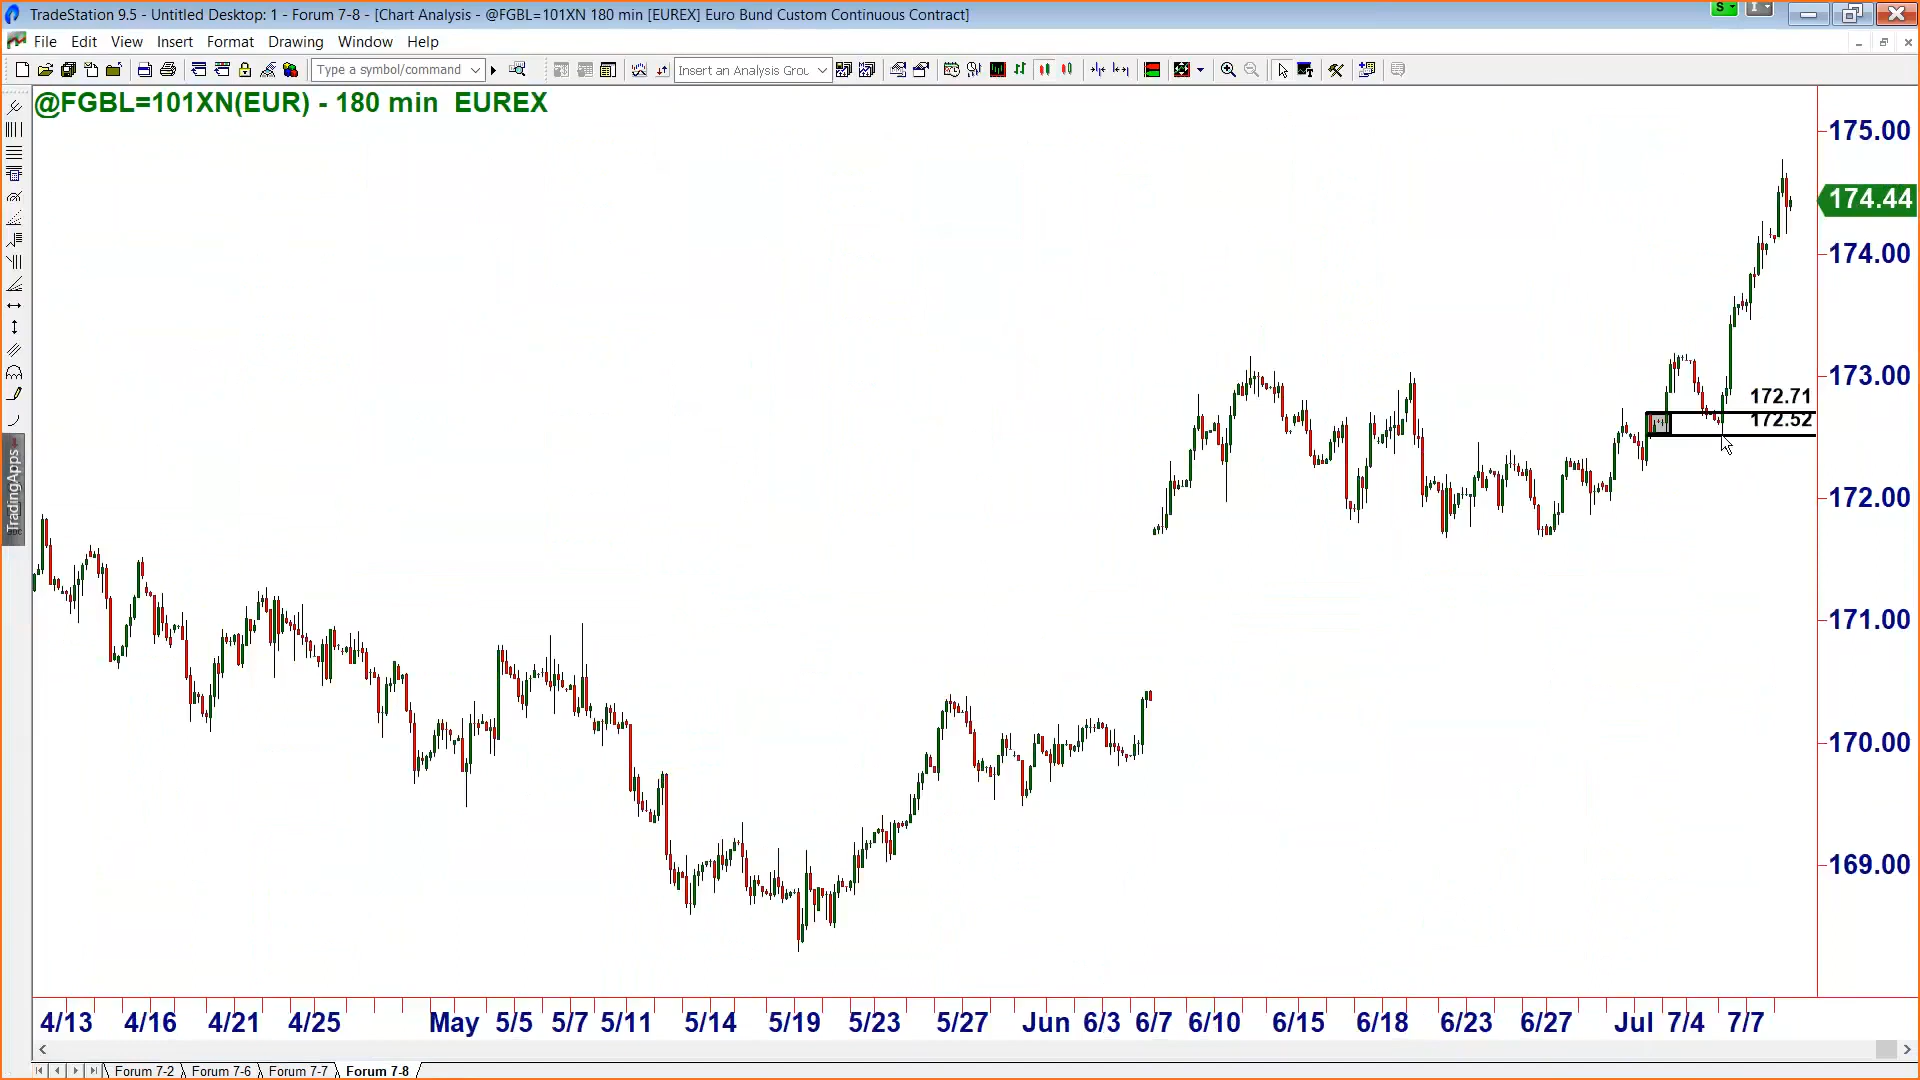 TradeStation 9.5 - Untitled Desktop: 1 - Forum 7-8 - [Chart Analysis - @FGBL=101XN 180 min [EUREX] Euro Bund Custom Continuous Contract]
S
I
File Edit View Insert Format Drawing Window Help
Type a symbol/command
Insert an Analysis Grou
@FGBL=101XN(EUR) - 180 min EUREX
175.00
174.44
174.00
173.00
172.71
172.52
172.00
171.00
170.00
169.00
TradingApps
4/13 4/16 4/21 4/25 May 5/5 5/7 5/11 5/14 5/19 5/23 5/27 Jun 6/3 6/7 6/10 6/15 6/18 6/23 6/27 Jul 7/4 7/7
Forum 7-2 Forum 7-6 Forum 7-7 Forum 7-8